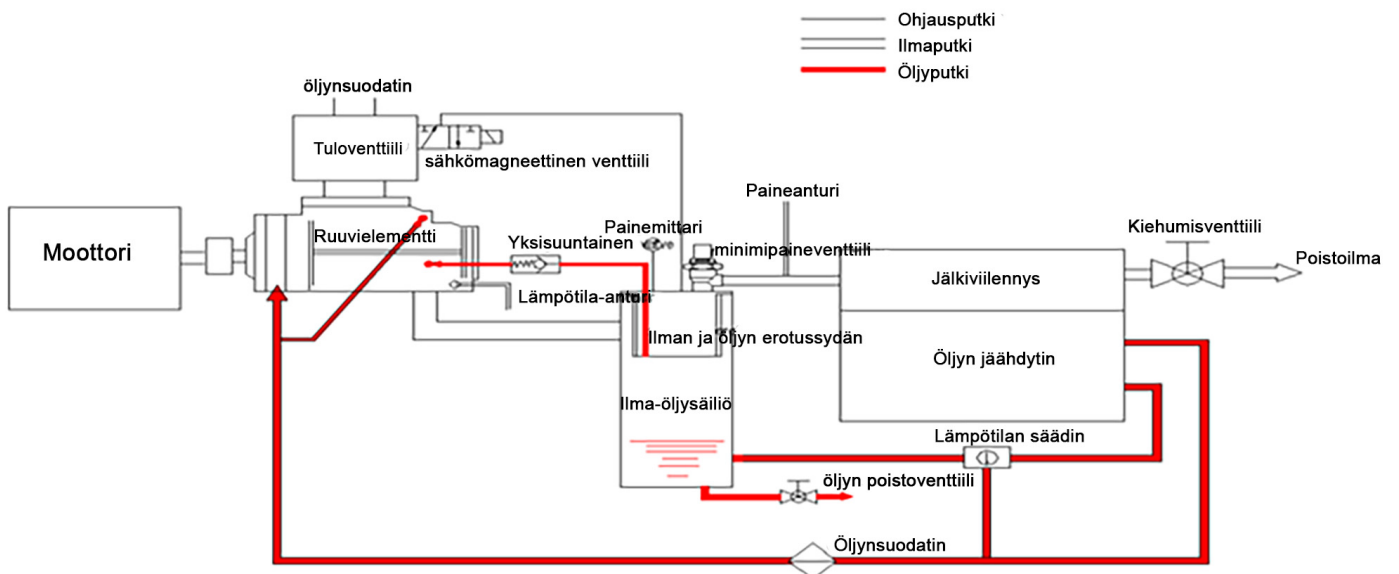 Ohjausputki
Ilmaputki
Öljyputki
öljynsuodatin
Tuloventtiili
sähkömagneettinen venttiili
Paineanturi
Moottori
Ruuvielementti
Yksisuuntainen
Painemittari
minimipaineventtiili
Kiehumisventtiili
Poistoilma
Jälkiviilennys
Lämpötila-anturi
Ilman ja öljyn erotussydän
Öljyn jäähdytin
Ilma-öljysäiliö
Lämpötilan säädin
öljyn poistoventtiili
Öljynsuodatin